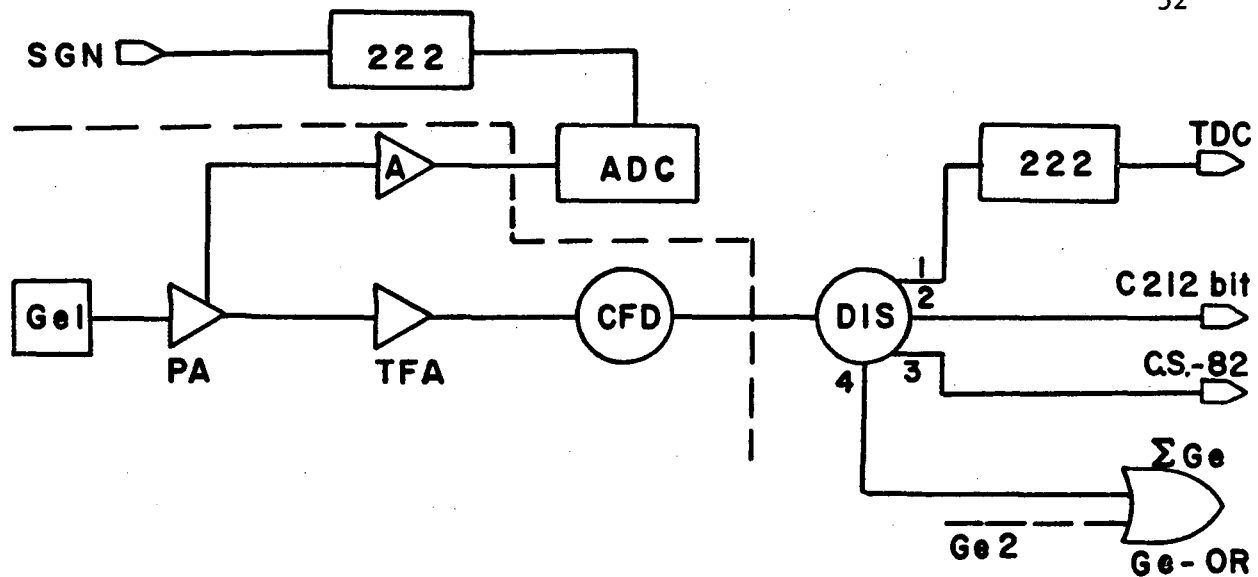 SGN
222
A
ADC
222
TDC
Ge1
PA
TFA
CFD
DIS
1
2
3
4
C212 bit
C.S.-82
ΣGe
Ge2
Ge-OR